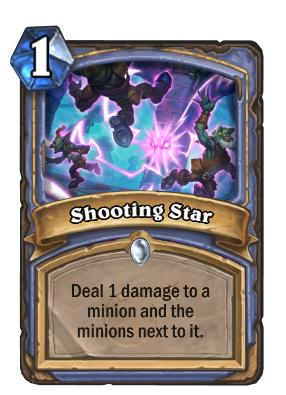 1
Shooting Star
Deal 1 damage to a
minion and the
minions next to it.